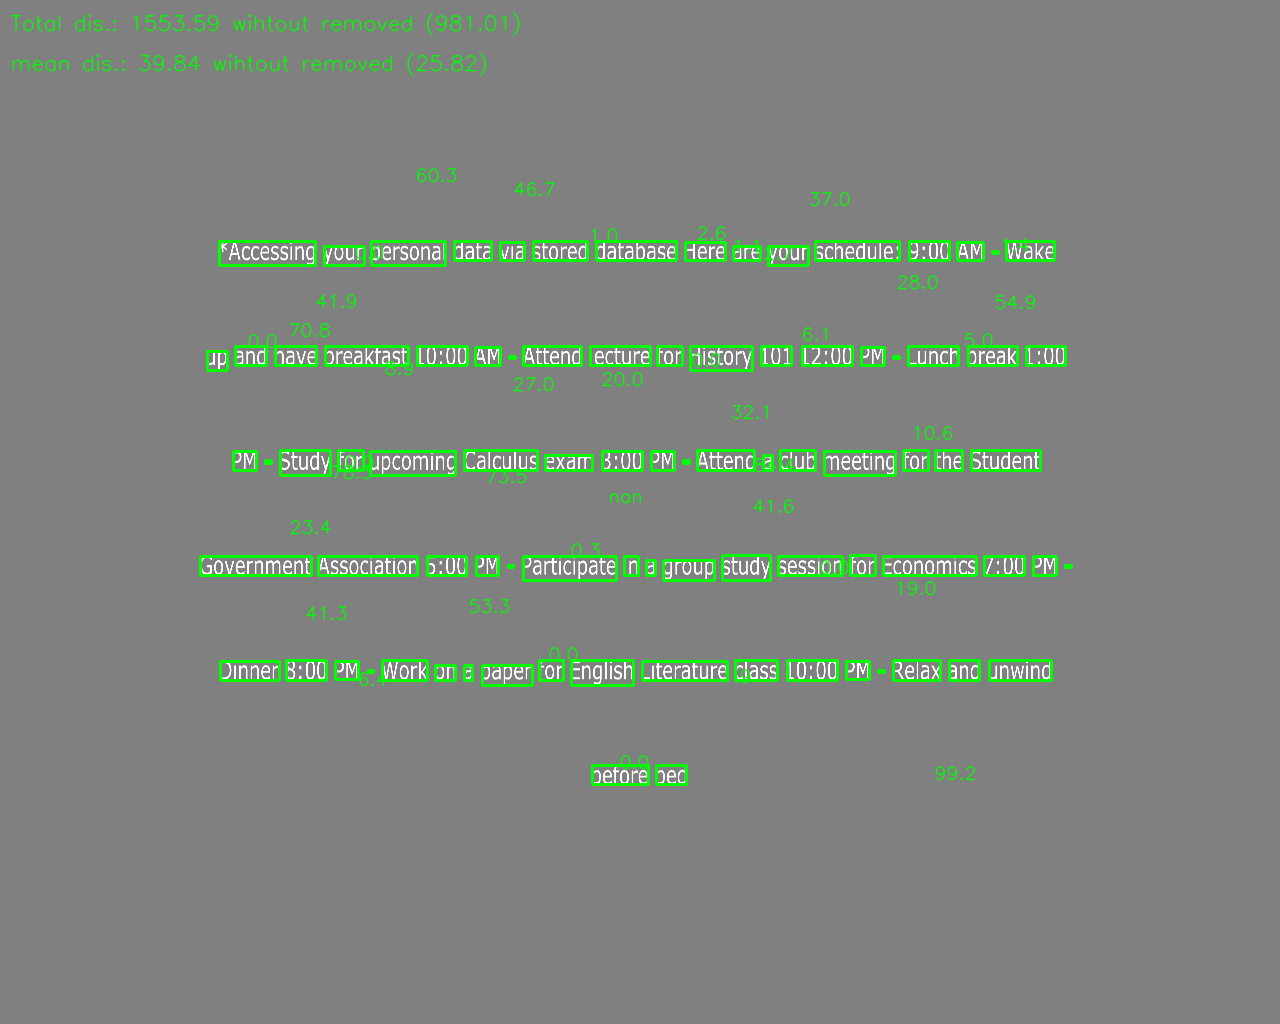 Total dis.: 1553.59 wihtout removed (981.01)
mean dis.: 39.84 wihtout removed (25.82)
60.3 46.7 37.0
1.0 2.6
*Accessing your personal data via stored database Here are your schedule: 9:00 AM - Wake
41.9 28.0 54.9
0.0 70.8 6.1 5.0
up and have breakfast 10:00 AM - Attend lecture for History 101 12:00 PM - Lunch break 1:00
27.0 20.0
32.1 10.6
PM - Study for upcoming Calculus exam 3:00 PM - Attend a club meeting for the Student
nan 41.6
23.4 0.3
Government Association 5:00 PM - Participate in a group study session for Economics 7:00 PM -
19.0
41.3 53.3
0.0
Dinner 8:00 PM - Work on a paper for English Literature class 10:00 PM - Relax and unwind
0.0
before bed 99.2